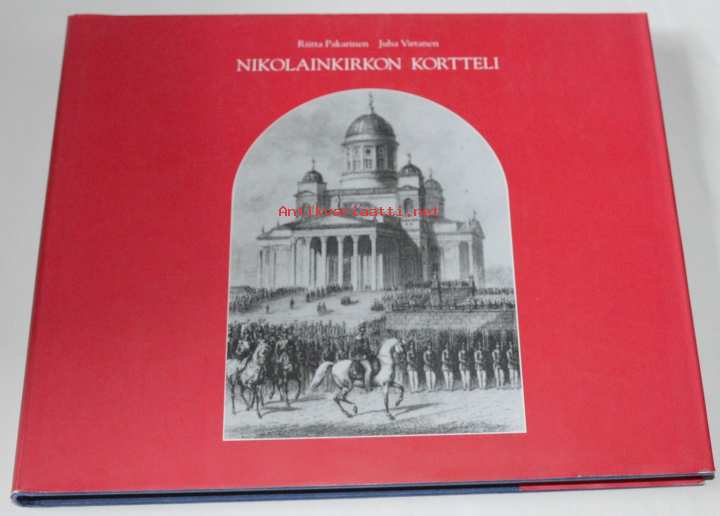 Riitta Pakarinen Juha Virtanen
NIKOLAINKIRKON KORTTELI
Antikvariaatti.net